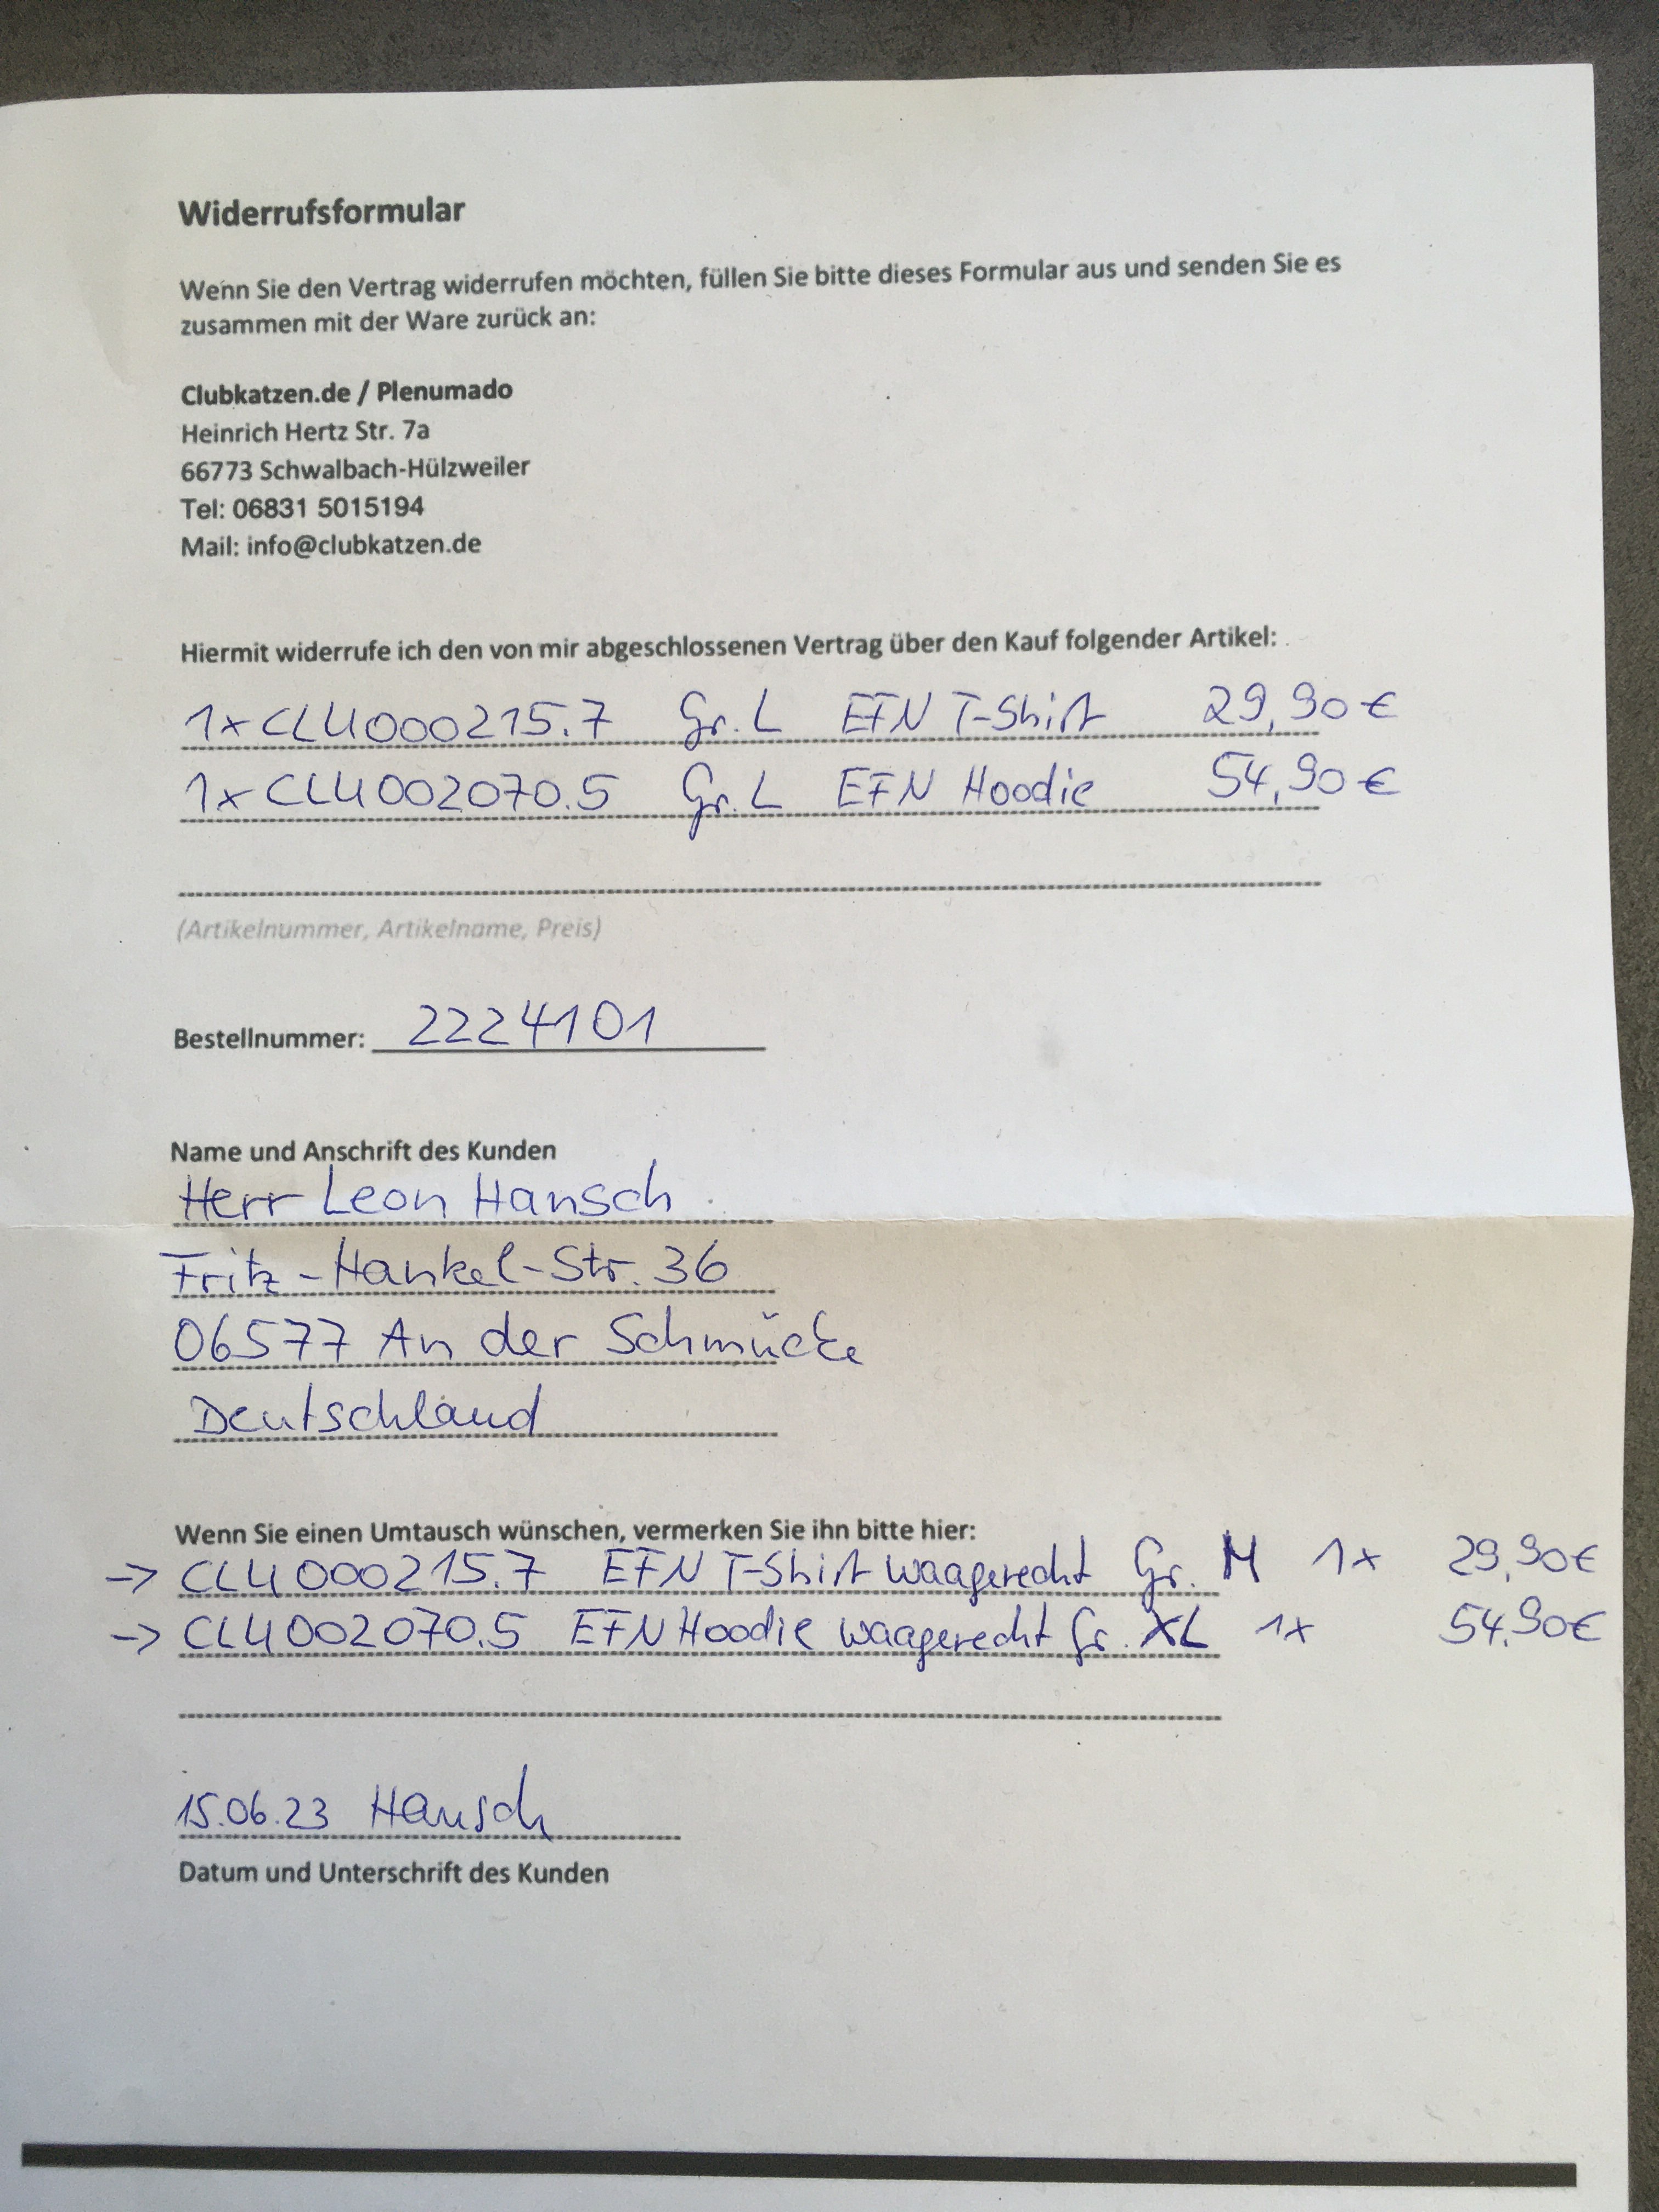 Widerrufsformular
Wenn Sie den Vertrag widerrufen möchten, füllen Sie bitte dieses Formular aus und senden Sie es
zusammen mit der Ware zurück an:
Clubkatzen.de / Plenumado
Heinrich Hertz Str. 7a
66773 Schwalbach-Hülzweiler
Tel: 06831 5015194
Mail: info@clubkatzen.de
Hiermit widerrufe ich den von mir abgeschlossenen Vertrag über den Kauf folgender Artikel:
1x CLU000215.7 Gr. L EFN T-Shirt 29,90 €
1x CLU002070.5 Gr. L EFN Hoodie 54,90 €
(Artikelnummer, Artikelname, Preis)
Bestellnummer: 2224101
Name und Anschrift des Kunden
Herr Leon Hansch
Fritz-Hankel-Str. 36
06577 An der Schmücke
Deutschland
Wenn Sie einen Umtausch wünschen, vermerken Sie ihn bitte hier:
-> CLU000215.7 EFN T-Shirt waagerecht Gr. M 1x 29,90€
-> CLU002070.5 EFN Hoodie waagerecht Gr. XL 1x 54,90€
15.06.23 Hansch
Datum und Unterschrift des Kunden